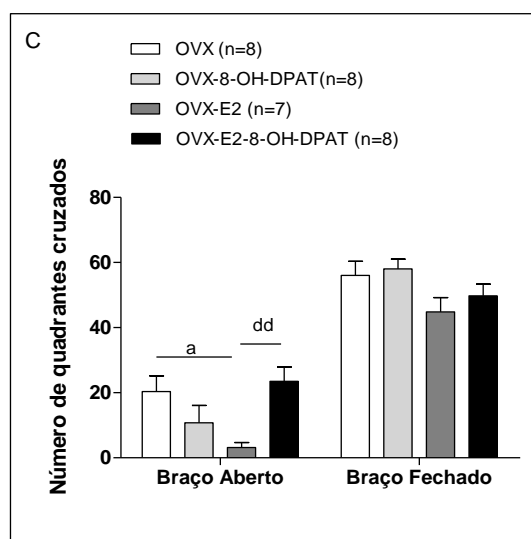 C
OVX (n=8)
OVX-8-OH-DPAT(n=8)
OVX-E2 (n=7)
OVX-E2-8-OH-DPAT (n=8)
Número de quadrantes cruzados
80
60
40
20
0
a
dd
Braço Aberto
Braço Fechado